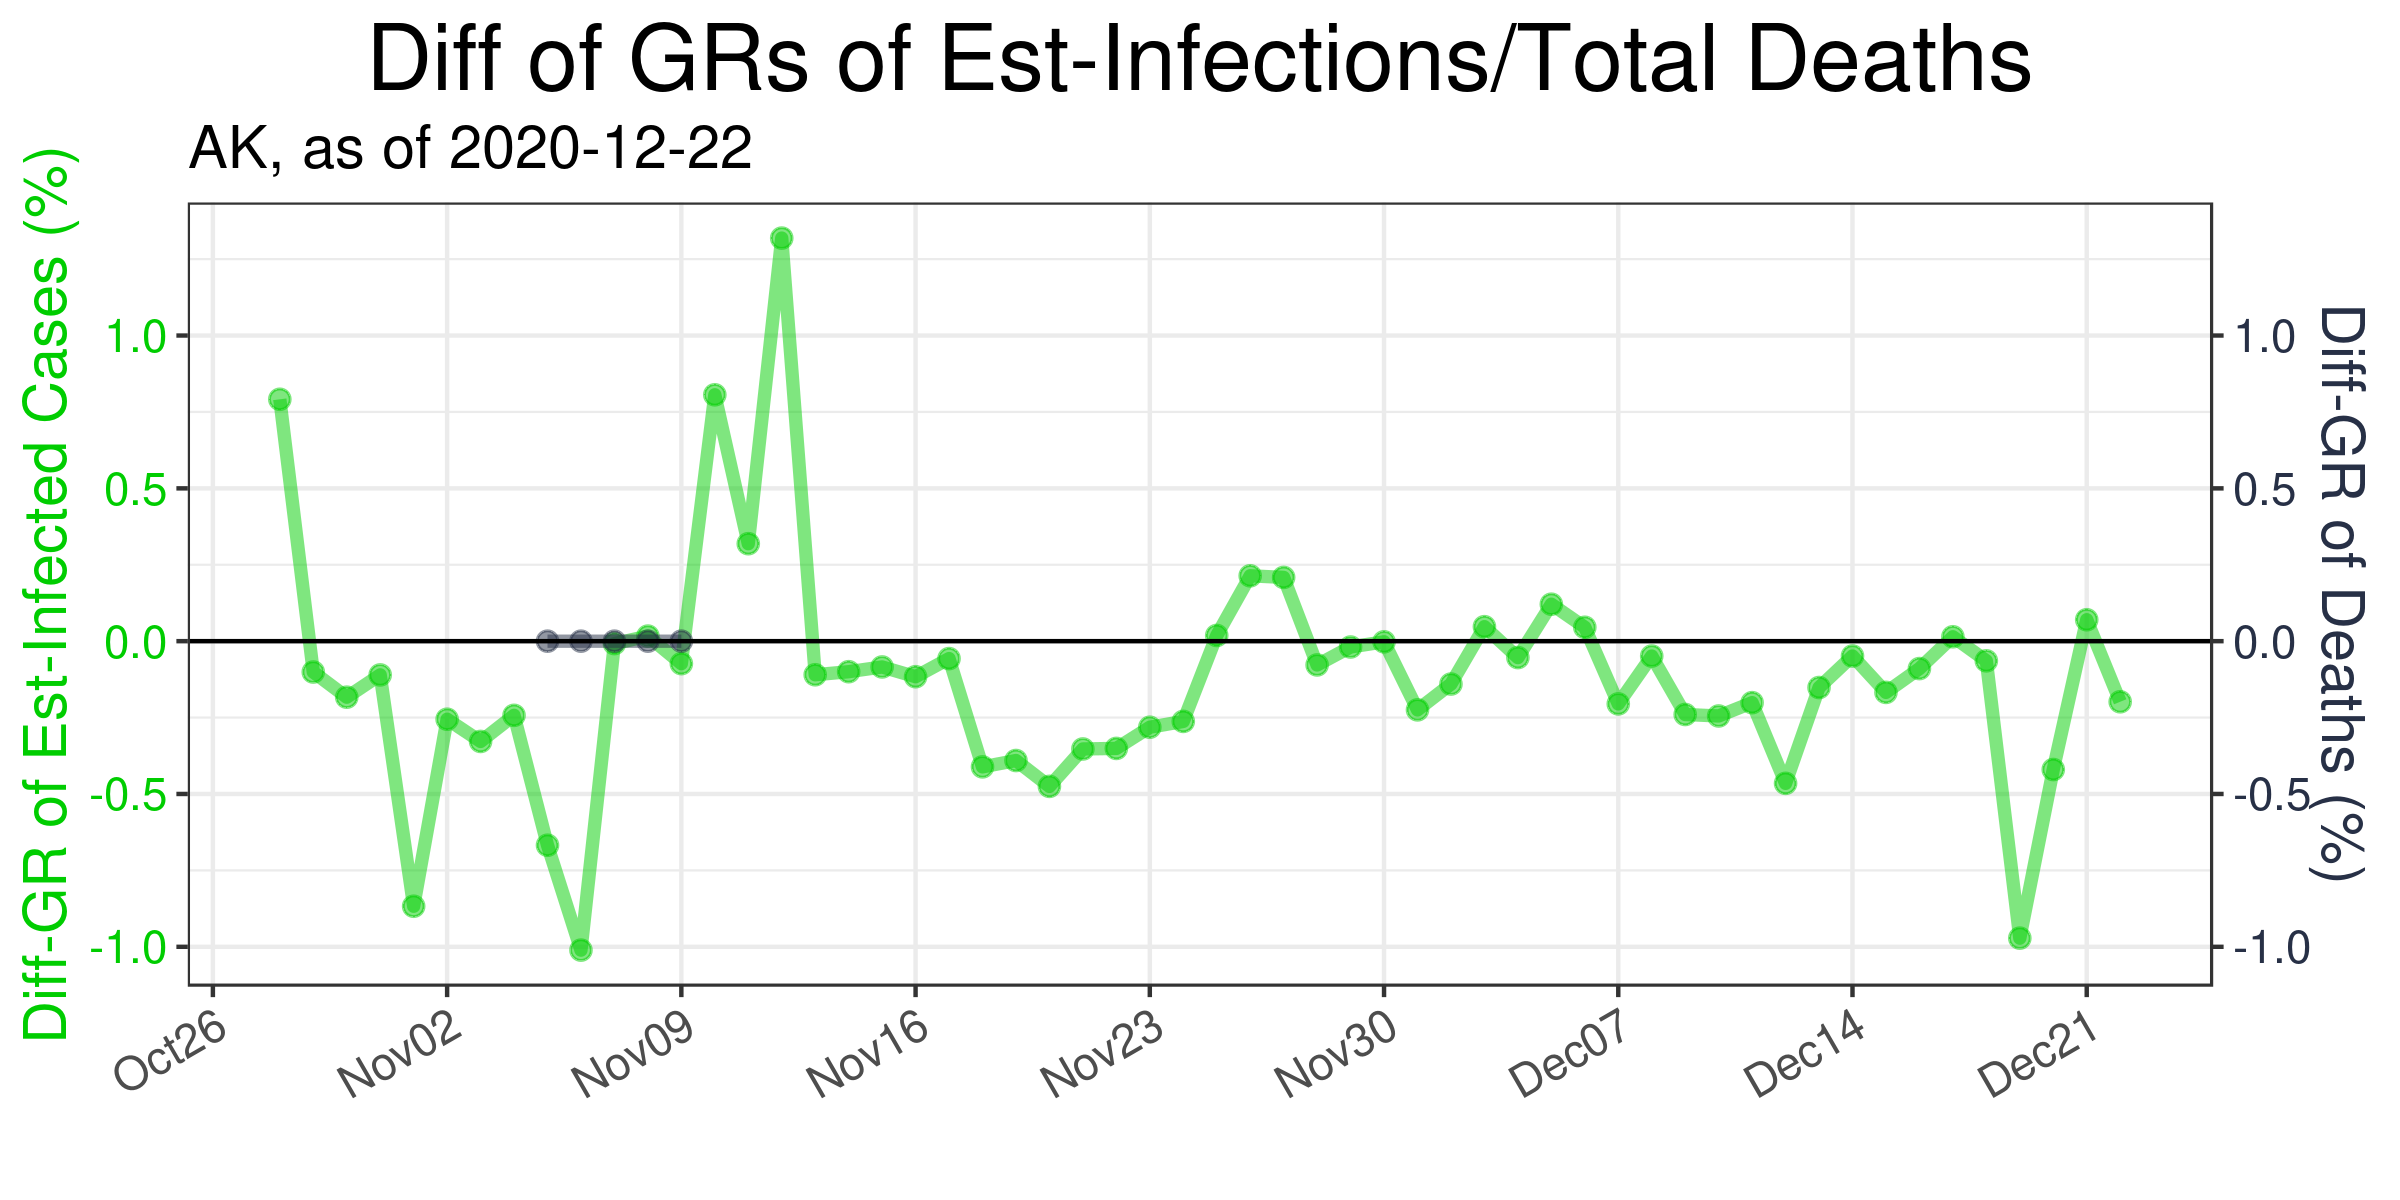 Diff of GRs of Est-Infections/Total Deaths
AK, as of 2020-12-22
Diff-GR of Est-Infected Cases (%)
1.0
0.5
0.0
-0.5
-1.0
1.0
0.5
0.0
-0.5
-1.0
Diff-GR of Deaths (%)
Oct26
Nov02
Nov09
Nov16
Nov23
Nov30
Dec07
Dec14
Dec21